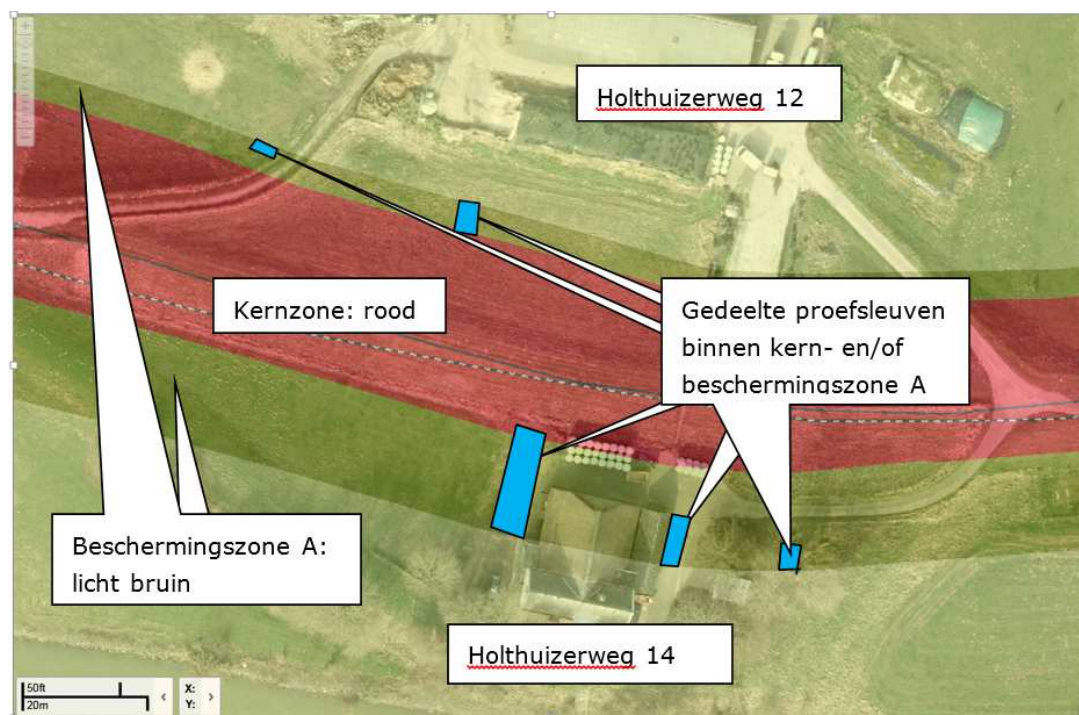 Holthuizerweg 12
Kernzone: rood
Gedeelte proefsleuven
binnen kern- en/of
beschermingszone A
Beschermingszone A:
licht bruin
Holthuizerweg 14
50ft
20m
X:
Y: